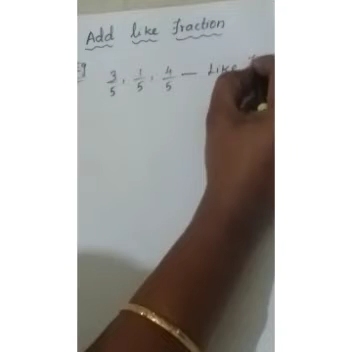 Add like fraction
Eg 3/5, 1/5, 4/5 — Like